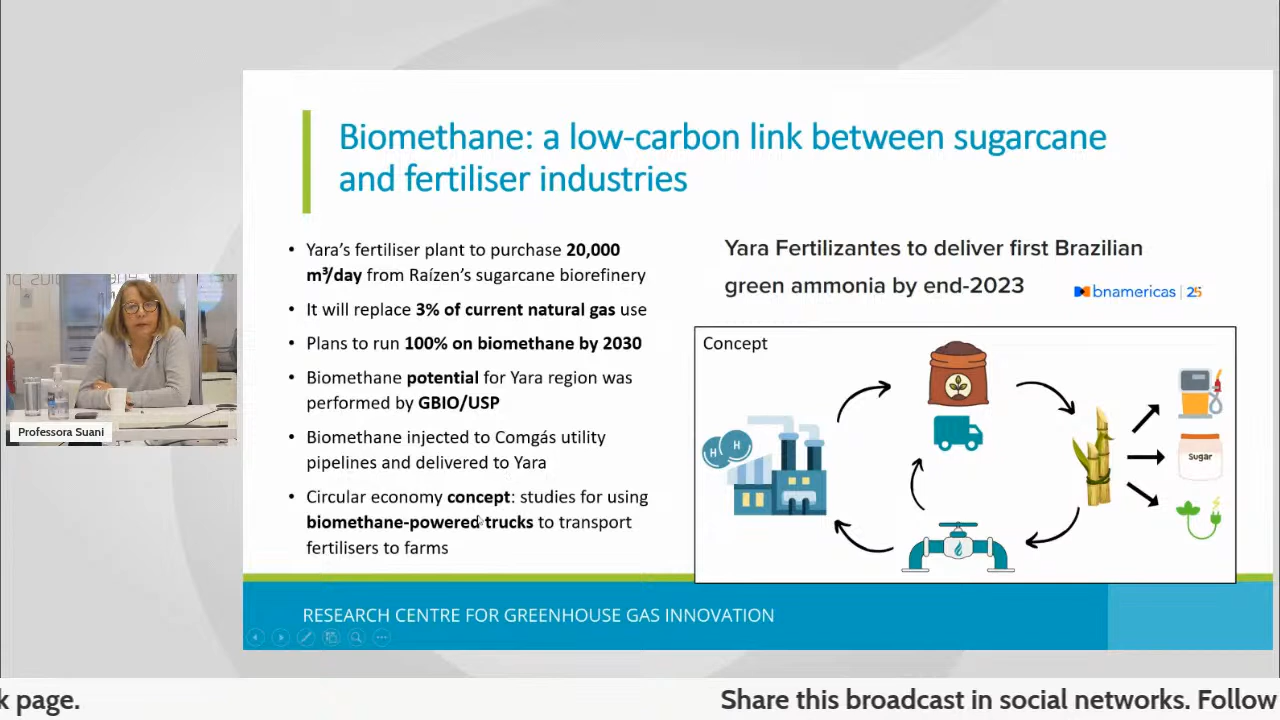 Biomethane: a low-carbon link between sugarcane
and fertiliser industries
• Yara's fertiliser plant to purchase 20,000
m³/day from Raízen's sugarcane biorefinery
• It will replace 3% of current natural gas use
• Plans to run 100% on biomethane by 2030
• Biomethane potential for Yara region was
performed by GBIO/USP
• Biomethane injected to Comgás utility
pipelines and delivered to Yara
• Circular economy concept: studies for using
biomethane-powered trucks to transport
fertilisers to farms
Yara Fertilizantes to deliver first Brazilian
green ammonia by end-2023
bnamericas | 25
Concept
H H
Sugar
Professora Suani
RESEARCH CENTRE FOR GREENHOUSE GAS INNOVATION
k page.
Share this broadcast in social networks. Follow